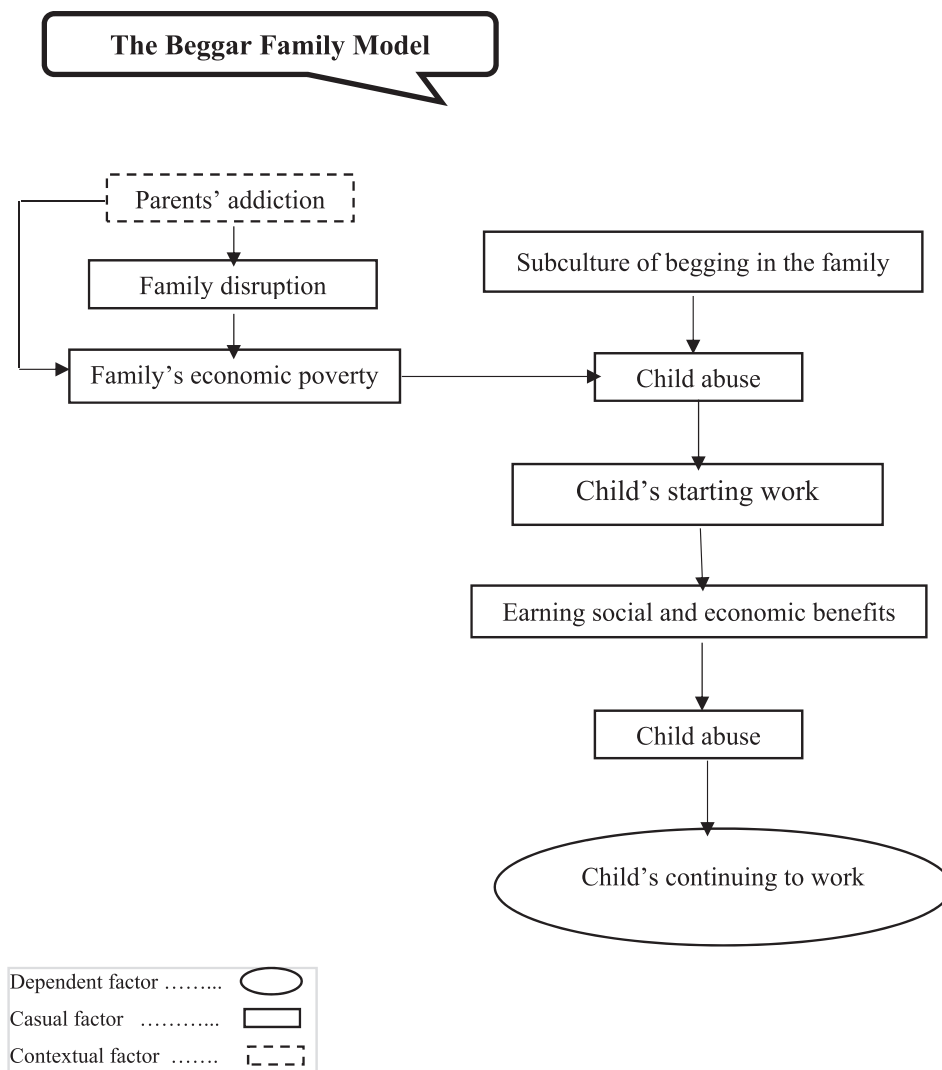 The Beggar Family Model
Parents’ addiction
Family disruption
Family’s economic poverty
Subculture of begging in the family
Child abuse
Child’s starting work
Earning social and economic benefits
Child abuse
Child’s continuing to work
Dependent factor ……...
Casual factor ………...
Contextual factor …….